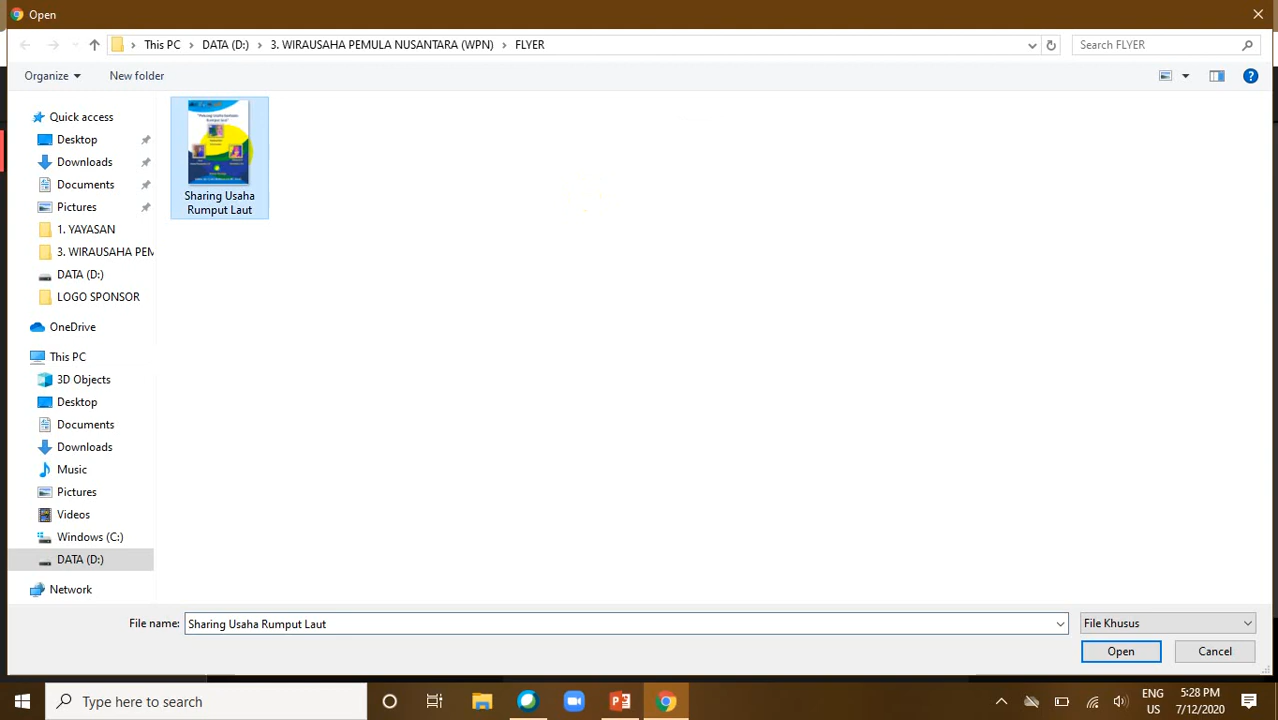 Open
This PC
DATA (D:)
3. WIRAUSAHA PEMULA NUSANTARA (WPN)
FLYER
Search FLYER
Organize
New folder
Quick access
Desktop
Downloads
Documents
Pictures
1. YAYASAN
3. WIRAUSAHA PEM
DATA (D:)
LOGO SPONSOR
OneDrive
This PC
3D Objects
Desktop
Documents
Downloads
Music
Pictures
Videos
Windows (C:)
DATA (D:)
Network
Sharing Usaha
Rumput Laut
File name:
Sharing Usaha Rumput Laut
File Khusus
Open
Cancel
Type here to search
ENG
US
5:28 PM
7/12/2020